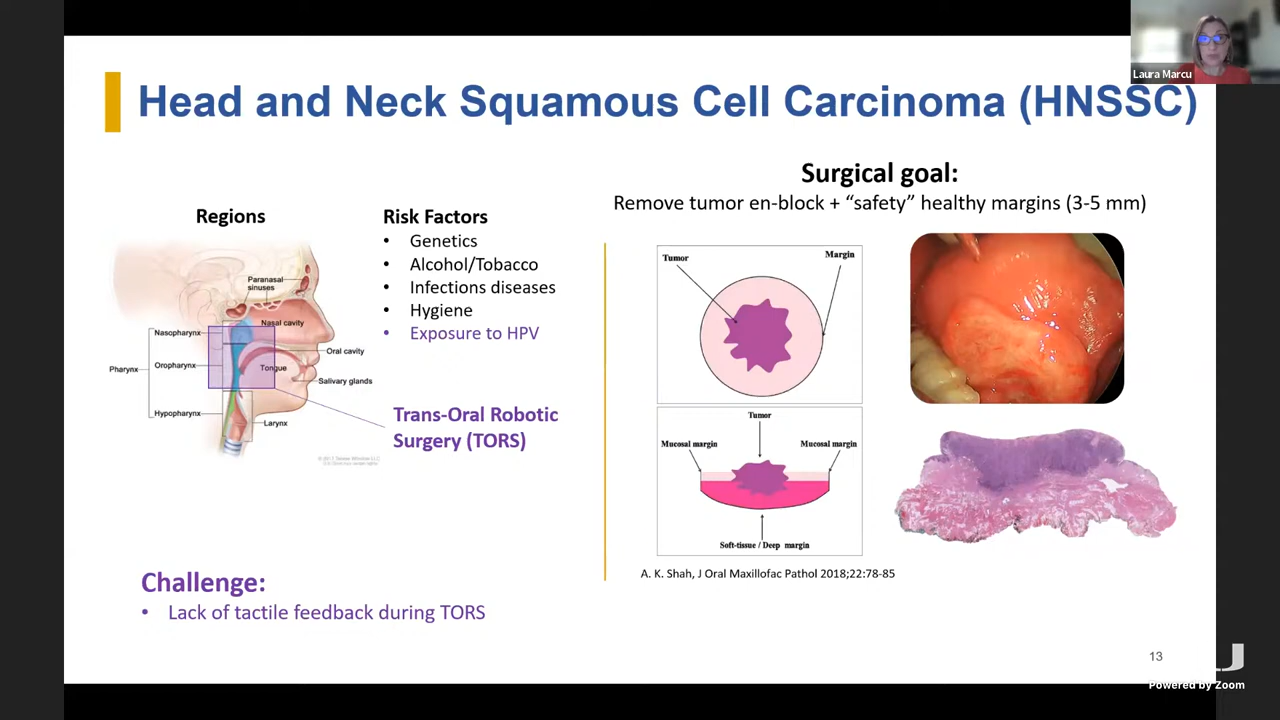 Laura Marcu
Head and Neck Squamous Cell Carcinoma (HNSSC)
Regions
Paranasal
sinuses
Nasal cavity
Nasopharynx
Oral cavity
Oropharynx
Tongue
Pharynx
Salivary glands
Hypopharynx
Larynx
Risk Factors
• Genetics
• Alcohol/Tobacco
• Infections diseases
• Hygiene
• Exposure to HPV
Trans-Oral Robotic
Surgery (TORS)
Challenge:
• Lack of tactile feedback during TORS
Surgical goal:
Remove tumor en-block + “safety” healthy margins (3-5 mm)
Tumor
Margin
Tumor
Mucosal margin
Mucosal margin
Soft-tissue / Deep margin
A. K. Shah, J Oral Maxillofac Pathol 2018;22:78-85
13
Powered by Zoom